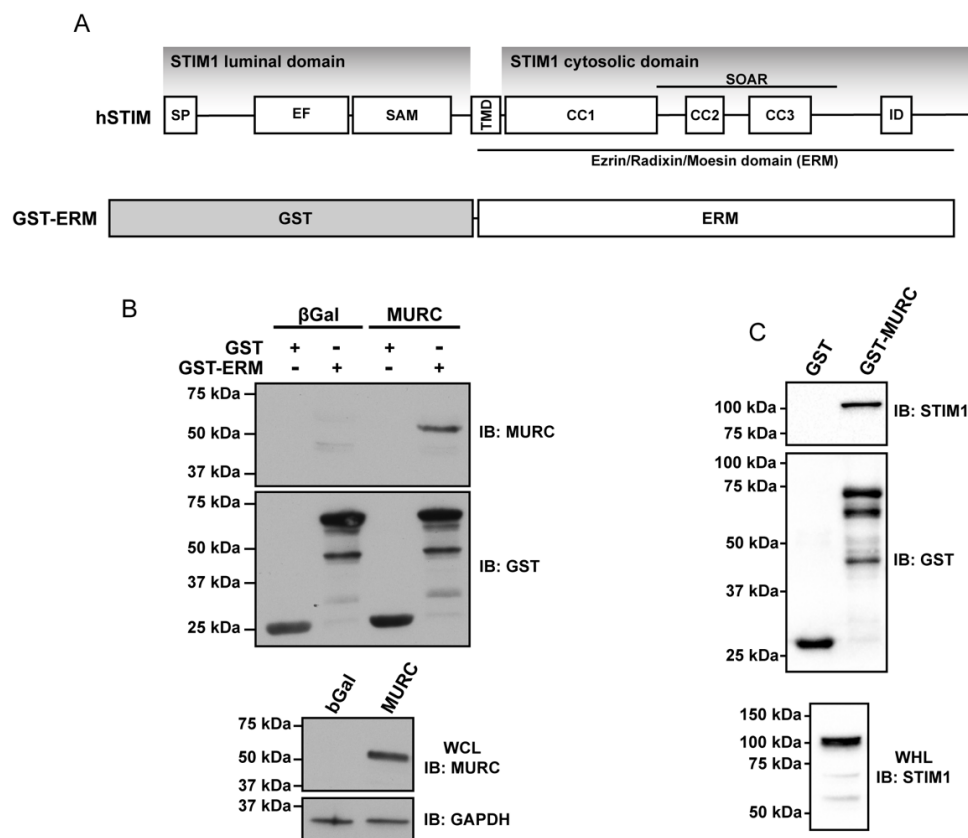 A
STIM1 luminal domain
STIM1 cytosolic domain
SOAR
hSTIM
SP
EF
SAM
TMD
CC1
CC2
CC3
ID
Ezrin/Radixin/Moesin domain (ERM)
GST-ERM
GST
ERM
B
βGal
MURC
GST
+
-
+
-
GST-ERM
-
+
-
+
75 kDa
50 kDa
37 kDa
IB: MURC
75 kDa
50 kDa
37 kDa
25 kDa
IB: GST
bGal
MURC
75 kDa
50 kDa
37 kDa
WCL
IB: MURC
37 kDa
IB: GAPDH
C
GST
GST-MURC
100 kDa
75 kDa
IB: STIM1
100 kDa
75 kDa
50 kDa
37 kDa
25 kDa
IB: GST
150 kDa
100 kDa
75 kDa
50 kDa
WHL
IB: STIM1